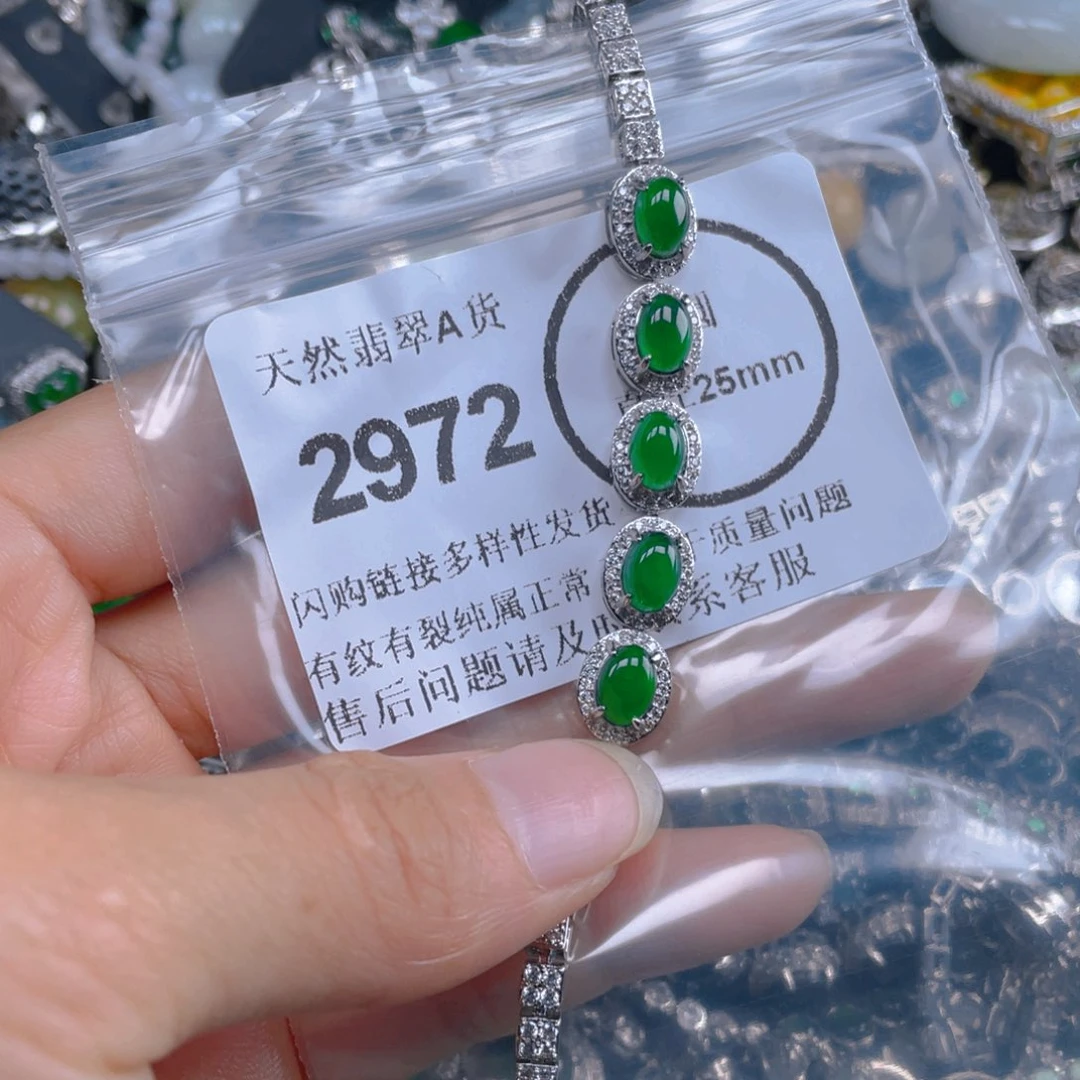 天然翡翠A货
2972
25mm
闪购链接多样性发货
质量问题
有纹有裂纯属正常
系客服
售后问题请及